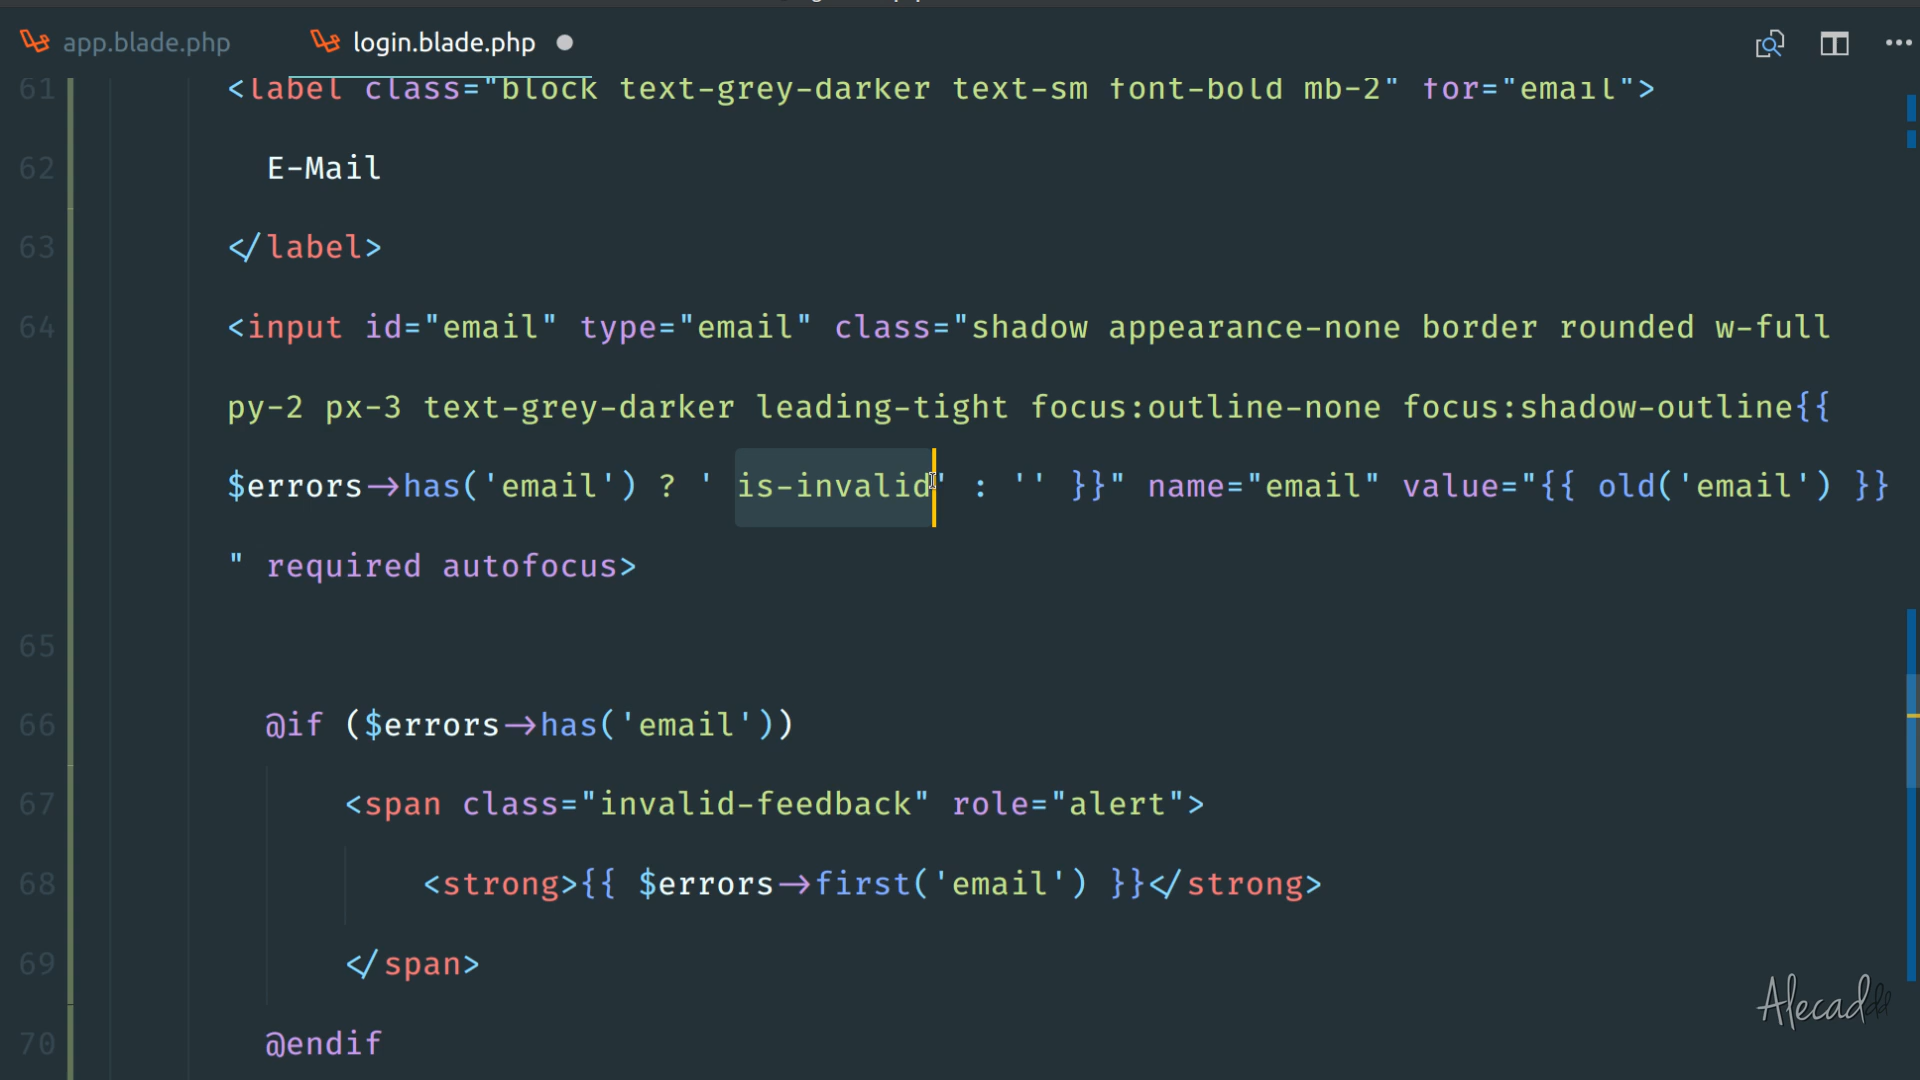 app.blade.php login.blade.php
61 <label class="block text-grey-darker text-sm font-bold mb-2" for="email">
62 E-Mail
63 </label>
64 <input id="email" type="email" class="shadow appearance-none border rounded w-full
py-2 px-3 text-grey-darker leading-tight focus:outline-none focus:shadow-outline{{
$errors->has('email') ? ' is-invalid' : '' }}" name="email" value="{{ old('email') }}
" required autofocus>
65
66 @if ($errors->has('email'))
67 <span class="invalid-feedback" role="alert">
68 <strong>{{ $errors->first('email') }}</strong>
69 </span>
70 @endif
Alecaddd